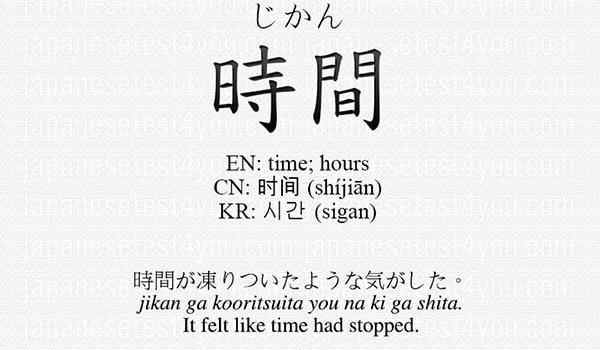 じかん
時間
EN: time; hours
CN: 时间 (shíjiān)
KR: 시간 (sigan)
時間が凍りついたような気がした。
jikan ga kooritsuita you na ki ga shita.
It felt like time had stopped.
japanesetest4you.com